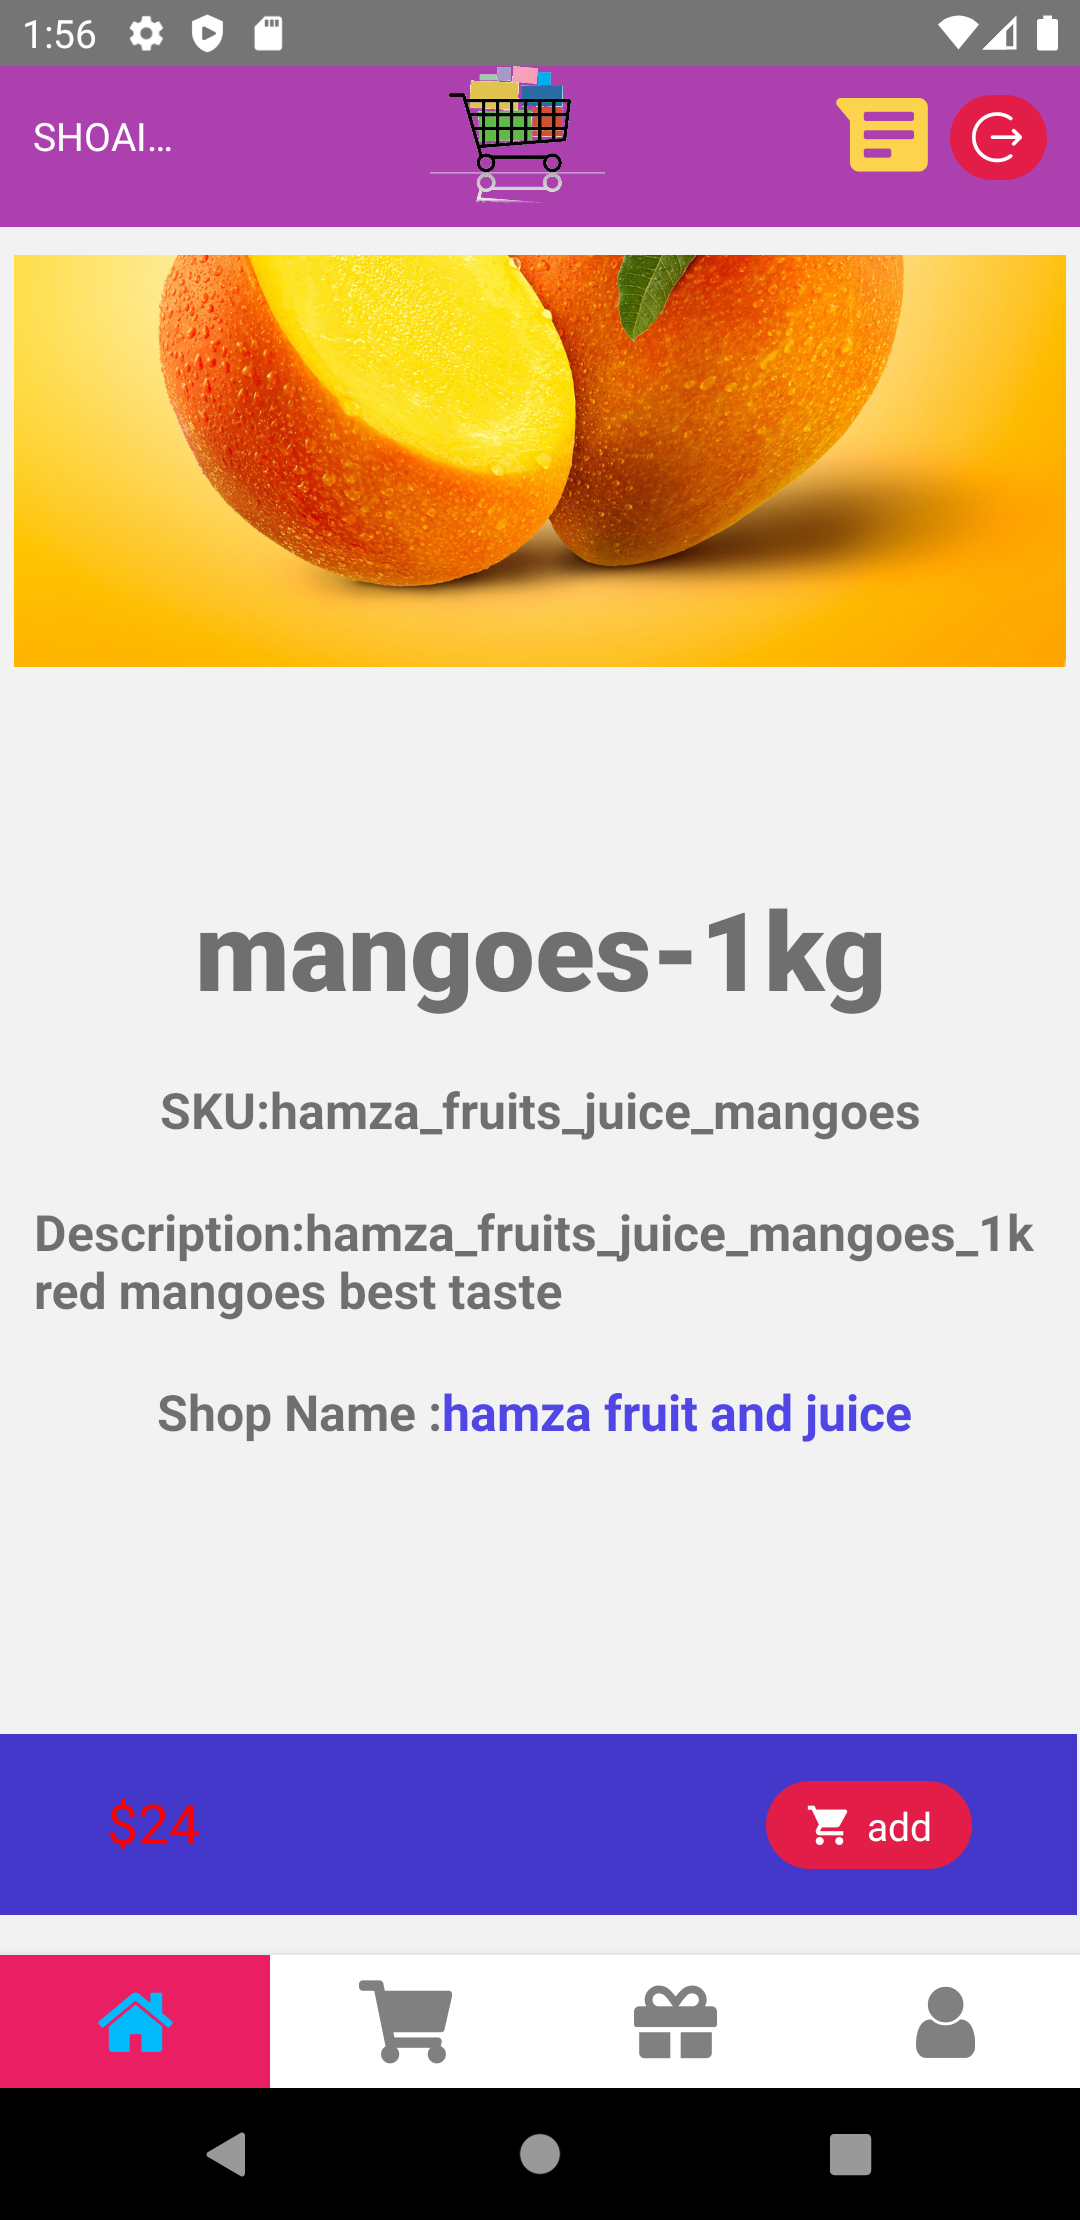 1:56
SHOAI...
mangoes-1kg
SKU:hamza_fruits_juice_mangoes
Description:hamza_fruits_juice_mangoes_1k
red mangoes best taste
Shop Name :hamza fruit and juice
$24
add